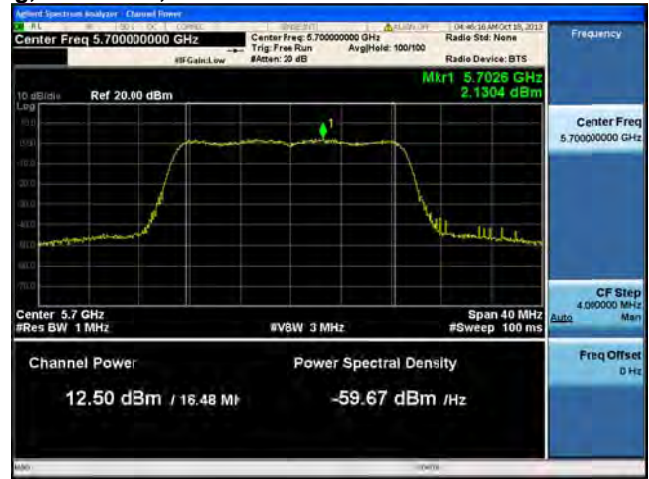 Agilent Spectrum Analyzer - Channel Power
Center Freq 5.700000000 GHz
Center Freq: 5.700000000 GHz
Trig: Free Run
Avg|Hold: 100/100
#IFGain:Low
#Atten: 20 dB
04:46:16 AM Oct 18, 2013
Radio Std: None
Radio Device: BTS
Frequency
Mkr1 5.7026 GHz
2.1304 dBm
10 dB/div
Ref 20.00 dBm
Log
1
Center Freq
5.700000000 GHz
Center 5.7 GHz
Span 40 MHz
#Res BW 1 MHz
#VBW 3 MHz
#Sweep 100 ms
CF Step
4.000000 MHz
Auto
Man
Channel Power
Power Spectral Density
12.50 dBm / 16.48 MH
-59.67 dBm /Hz
Freq Offset
0 Hz